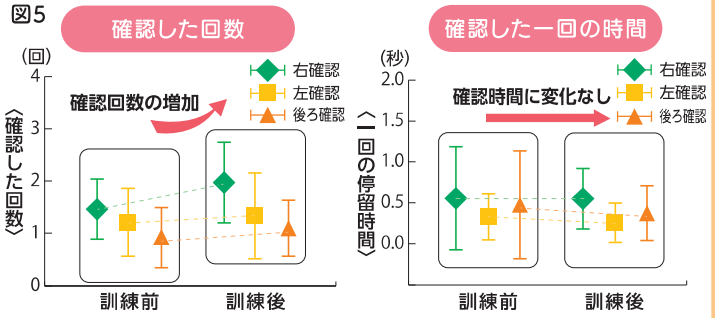 図5
確認した回数
(回)
4
3
2
1
0
〈確認した回数〉
確認回数の増加
右確認
左確認
後ろ確認
訓練前
訓練後
確認した一回の時間
(秒)
2.0
1.5
1.0
0.5
0.0
〈一回の停留時間〉
確認時間に変化なし
右確認
左確認
後ろ確認
訓練前
訓練後